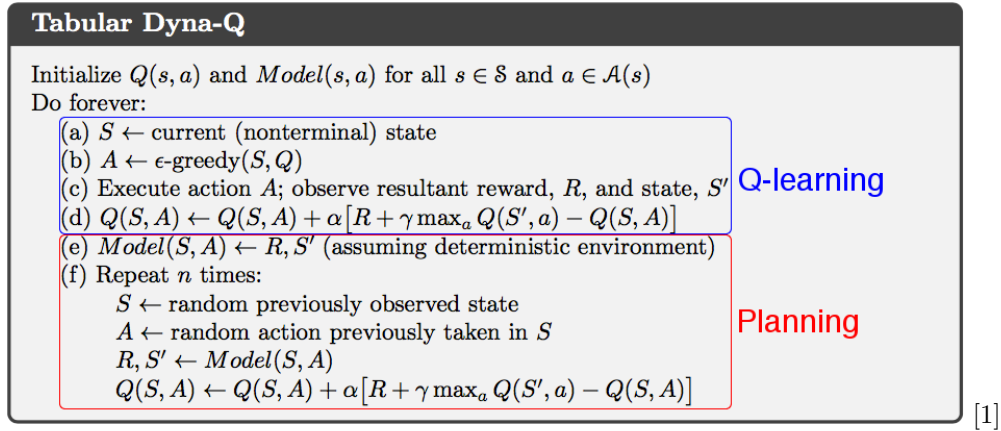 Tabular Dyna-Q
Initialize Q(s, a) and Model(s, a) for all s ∈ 𝒮 and a ∈ 𝒜(s)
Do forever:
(a) S ← current (nonterminal) state
(b) A ← ϵ-greedy(S, Q)
(c) Execute action A; observe resultant reward, R, and state, S′
(d) Q(S, A) ← Q(S, A) + α[R + γ maxₐ Q(S′, a) − Q(S, A)]
Q-learning
(e) Model(S, A) ← R, S′ (assuming deterministic environment)
(f) Repeat n times:
S ← random previously observed state
A ← random action previously taken in S
R, S′ ← Model(S, A)
Q(S, A) ← Q(S, A) + α[R + γ maxₐ Q(S′, a) − Q(S, A)]
Planning
[1]